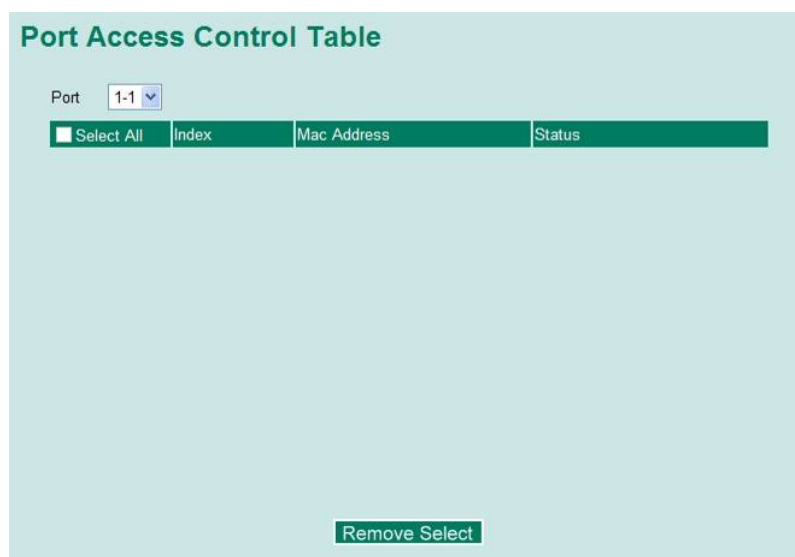 Port Access Control Table
Port 1-1
Select All Index Mac Address Status
Remove Select